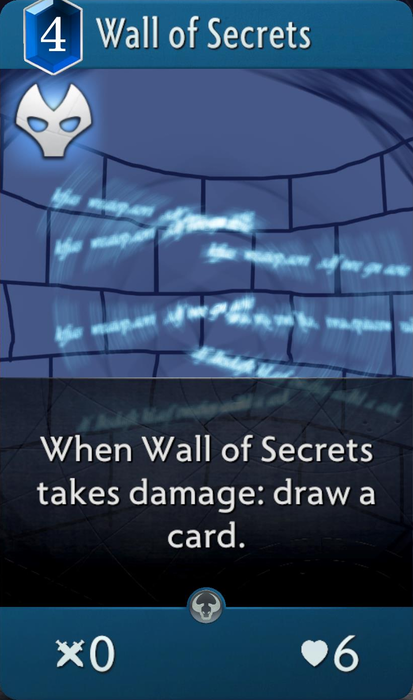 4 Wall of Secrets
When Wall of Secrets
takes damage: draw a
card.
0 6